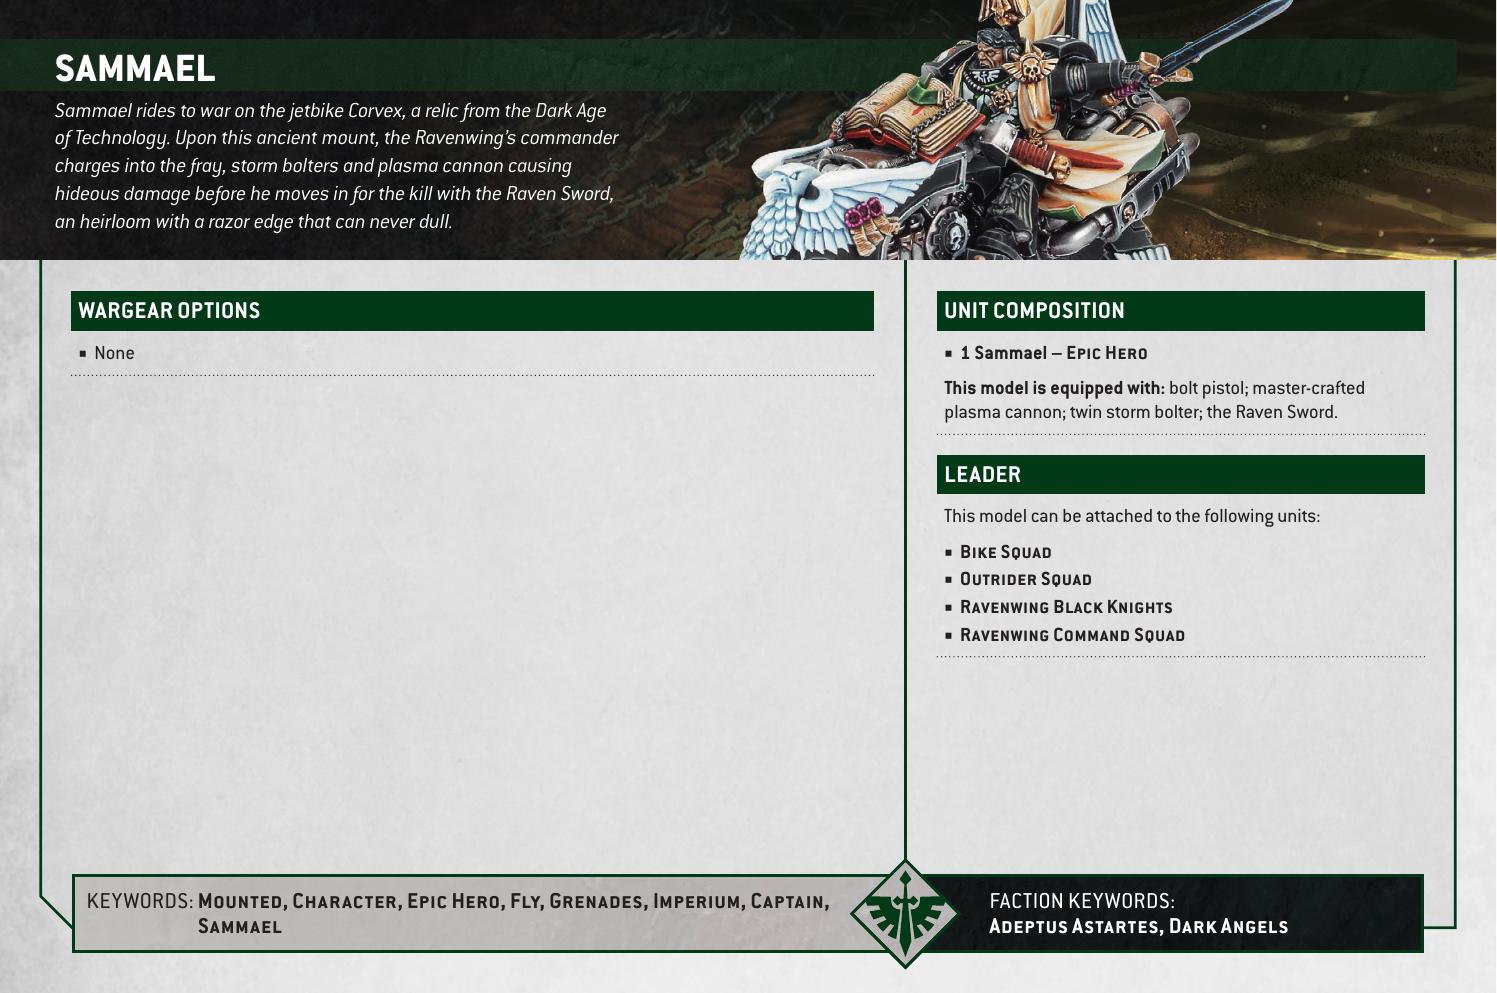 SAMMAEL
Sammael rides to war on the jetbike Corvex, a relic from the Dark Age
of Technology. Upon this ancient mount, the Ravenwing's commander
charges into the fray, storm bolters and plasma cannon causing
hideous damage before he moves in for the kill with the Raven Sword,
an heirloom with a razor edge that can never dull.
WARGEAR OPTIONS
▪ None
UNIT COMPOSITION
▪ 1 Sammael – EPIC HERO
This model is equipped with: bolt pistol; master-crafted
plasma cannon; twin storm bolter; the Raven Sword.
LEADER
This model can be attached to the following units:
▪ BIKE SQUAD
▪ OUTRIDER SQUAD
▪ RAVENWING BLACK KNIGHTS
▪ RAVENWING COMMAND SQUAD
KEYWORDS: MOUNTED, CHARACTER, EPIC HERO, FLY, GRENADES, IMPERIUM, CAPTAIN,
SAMMAEL
FACTION KEYWORDS:
ADEPTUS ASTARTES, DARK ANGELS